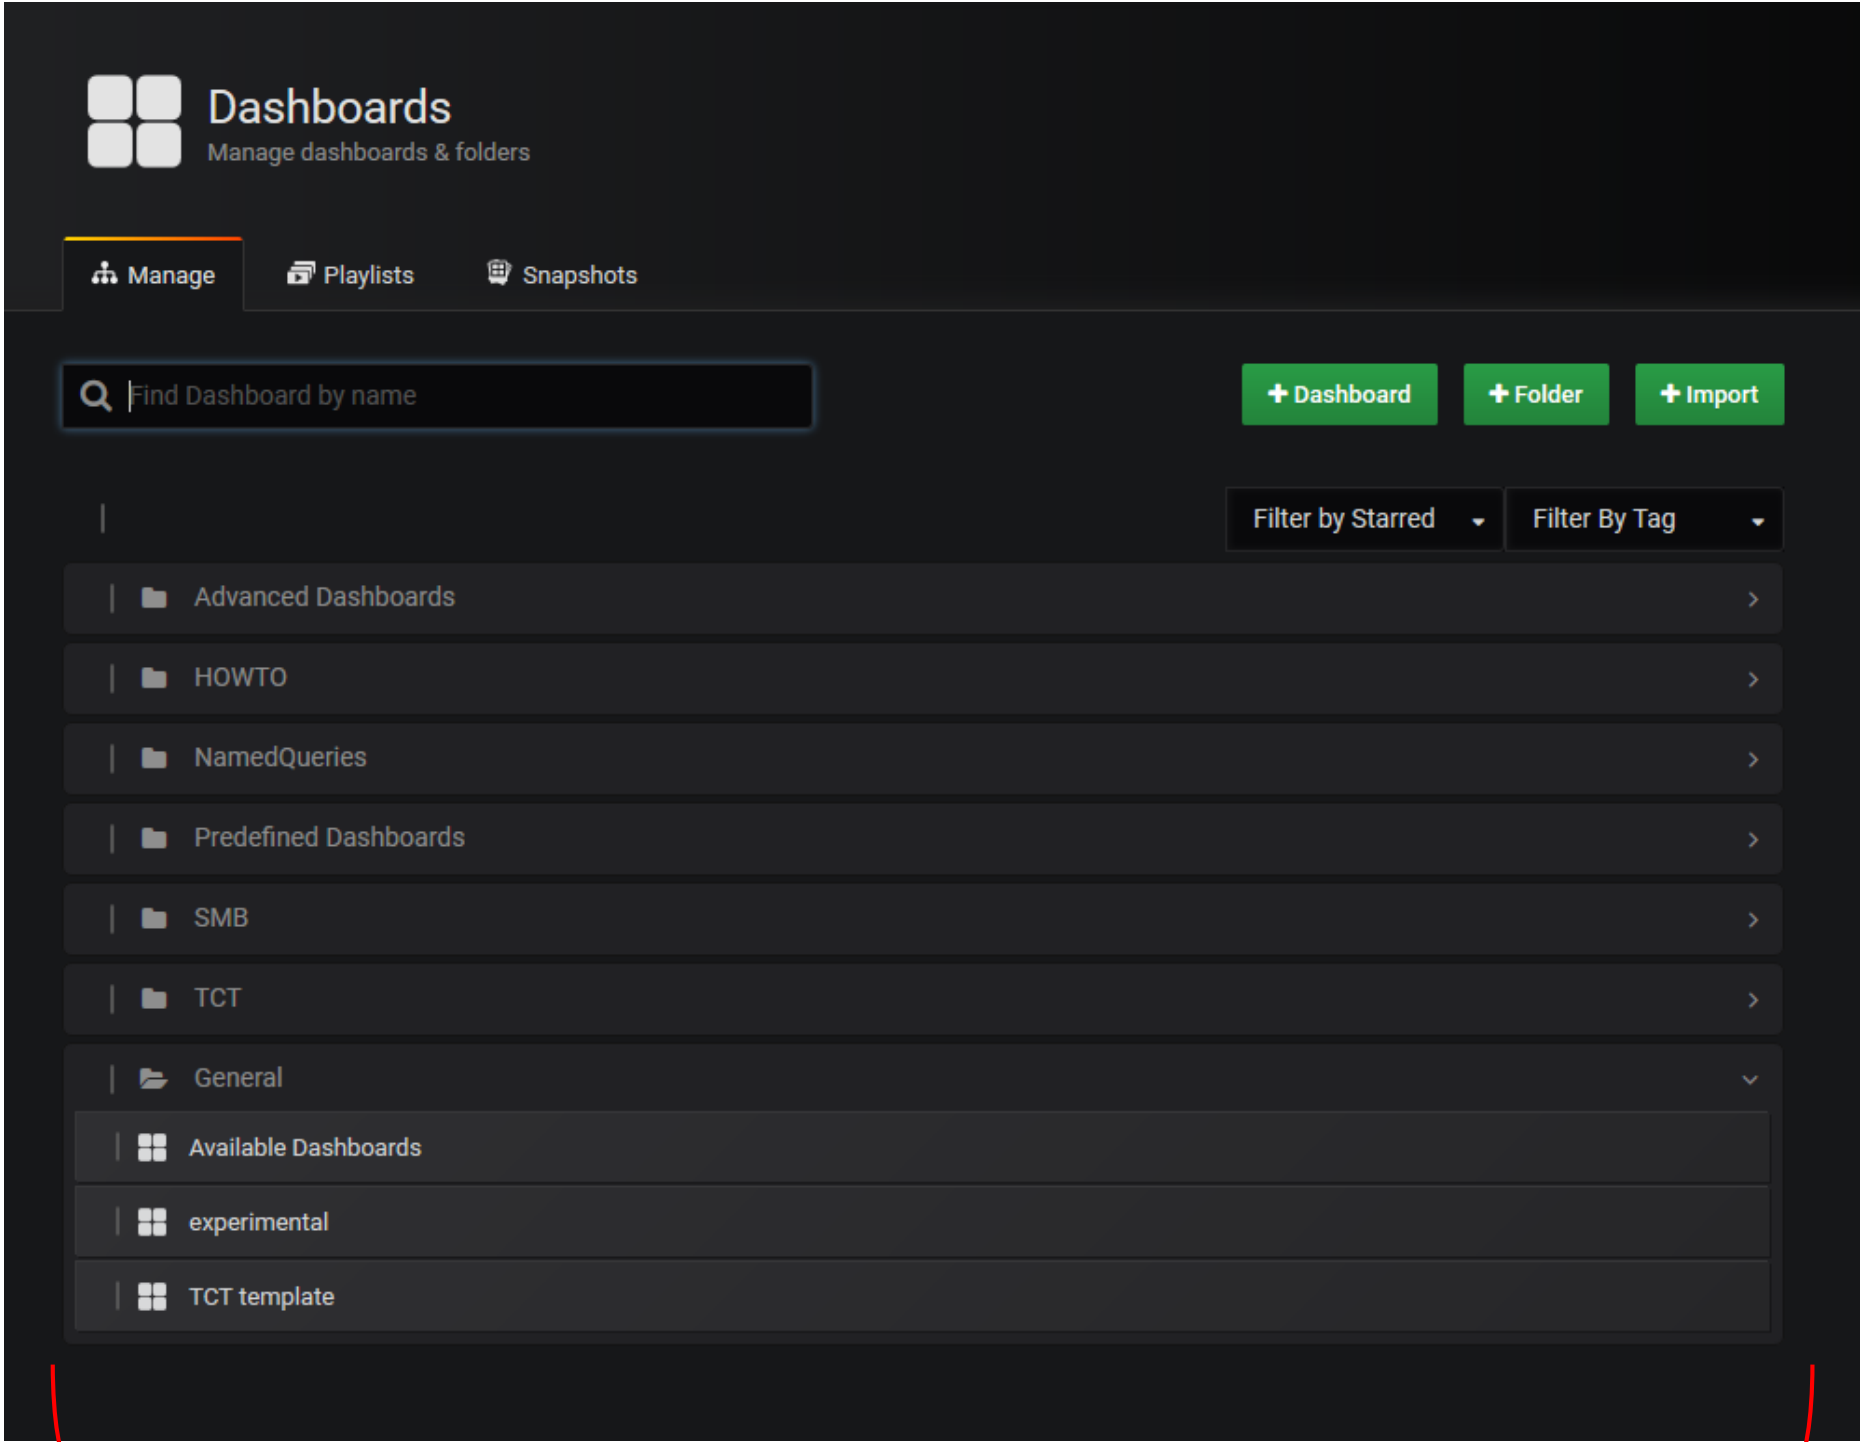 Dashboards
Manage dashboards & folders
Manage Playlists Snapshots
Find Dashboard by name
Dashboard Folder Import
Filter by Starred Filter By Tag
Advanced Dashboards
HOWTO
NamedQueries
Predefined Dashboards
SMB
TCT
General
Available Dashboards
experimental
TCT template